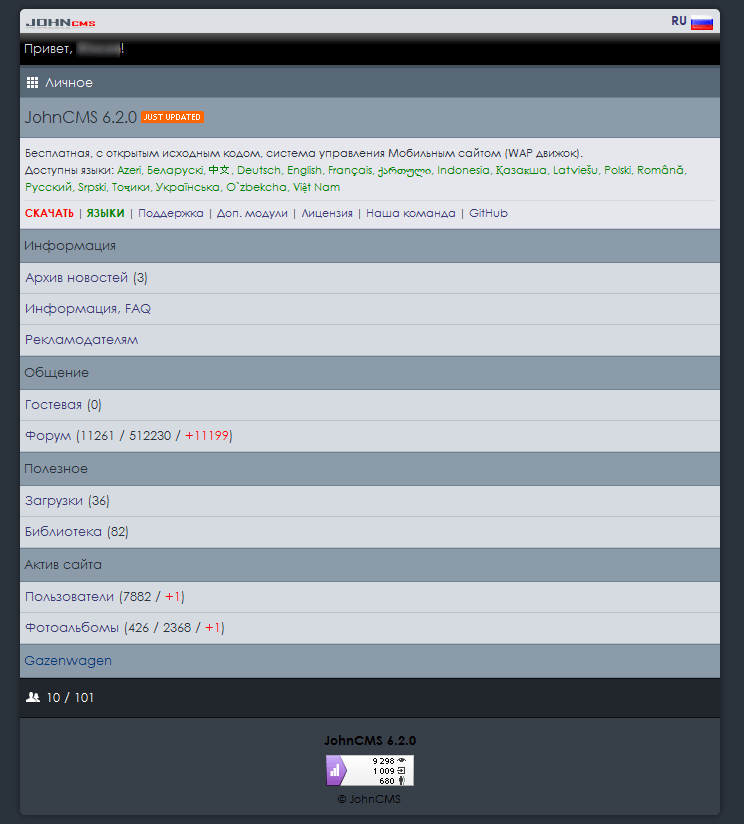 JOHNCMS RU
Привет, !
Личное
JohnCMS 6.2.0 JUST UPDATED
Бесплатная, с открытым исходным кодом, система управления Мобильным сайтом (WAP движок).
Доступны языки: Azeri, Беларускі, 中文, Deutsch, English, Français, ქართული, Indonesia, Қазақша, Latviešu, Polski, Română,
Русский, Srpski, Тоҷики, Українська, O`zbekcha, Việt Nam
СКАЧАТЬ | ЯЗЫКИ | Поддержка | Доп. модули | Лицензия | Наша команда | GitHub
Информация
Архив новостей (3)
Информация, FAQ
Рекламодателям
Общение
Гостевая (0)
Форум (11261 / 512230 / +11199)
Полезное
Загрузки (36)
Библиотека (82)
Актив сайта
Пользователи (7882 / +1)
Фотоальбомы (426 / 2368 / +1)
Gazenwagen
10 / 101
JohnCMS 6.2.0
9 298
1 009
680
© JohnCMS